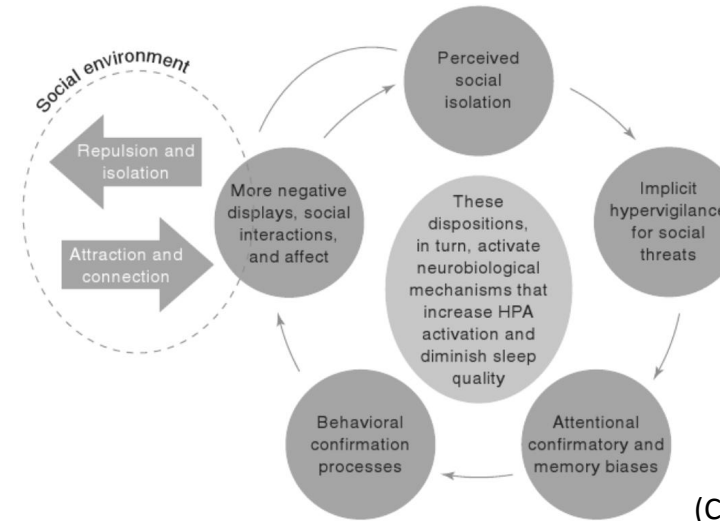 Social environment
Repulsion and
isolation
Attraction and
connection
More negative
displays, social
interactions,
and affect
Perceived
social
isolation
Implicit
hypervigilance
for social
threats
Attentional
confirmatory and
memory biases
Behavioral
confirmation
processes
These
dispositions,
in turn, activate
neurobiological
mechanisms that
increase HPA
activation and
diminish sleep
quality
(C